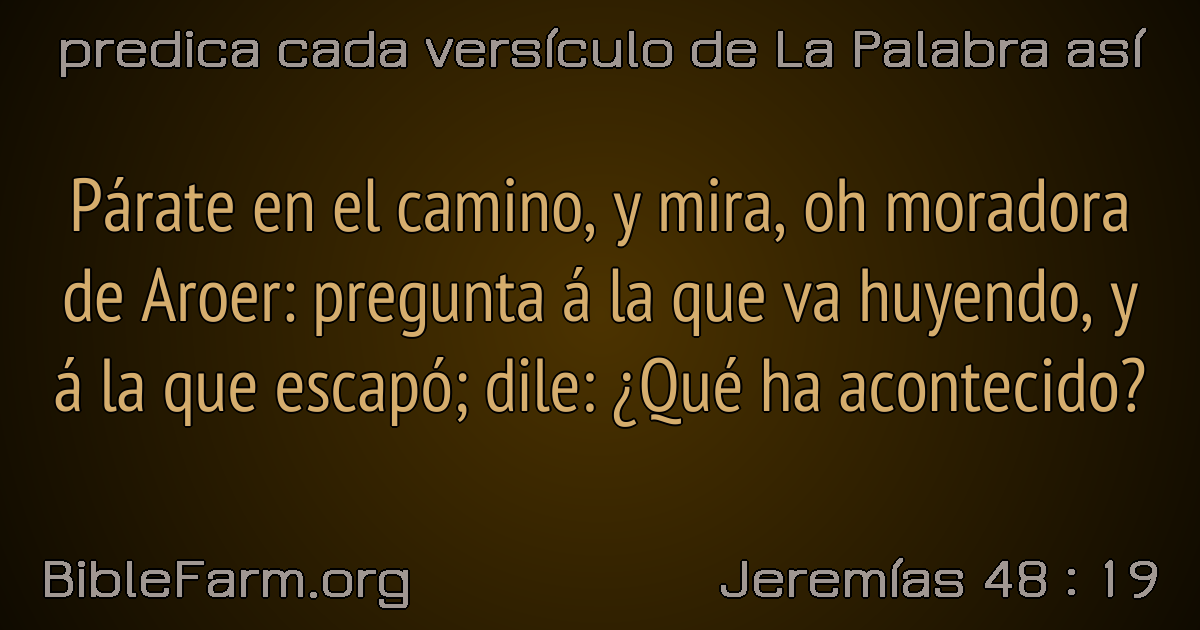 predica cada versículo de La Palabra así
Párate en el camino, y mira, oh moradora
de Aroer: pregunta á la que va huyendo, y
á la que escapó; dile: ¿Qué ha acontecido?
BibleFarm.org
Jeremías 48 : 19